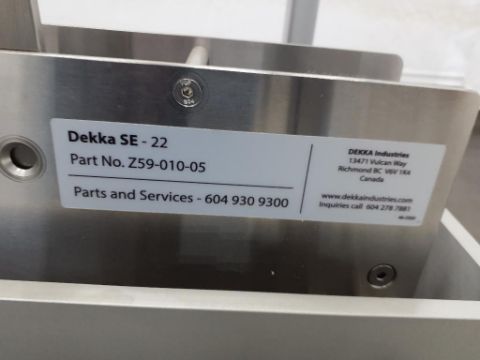 Dekka SE - 22
Part No. Z59-010-05
Parts and Services - 604 930 9300
DEKKA Industries
13471 Vulcan Way
Richmond BC V6V 1K4
Canada
www.dekkaindustries.com
Inquiries call 604 278 7881